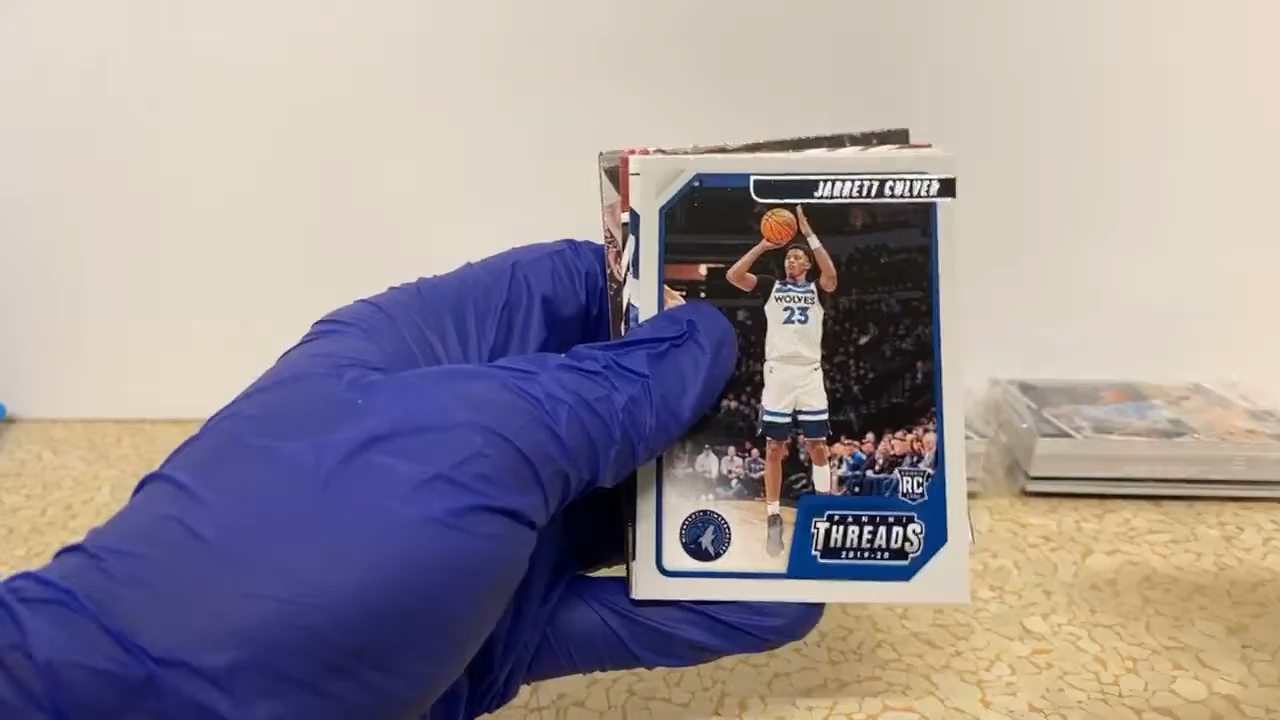 JARRETT CULVER
WOLVES
23
RC
PANINI
THREADS
2019-20